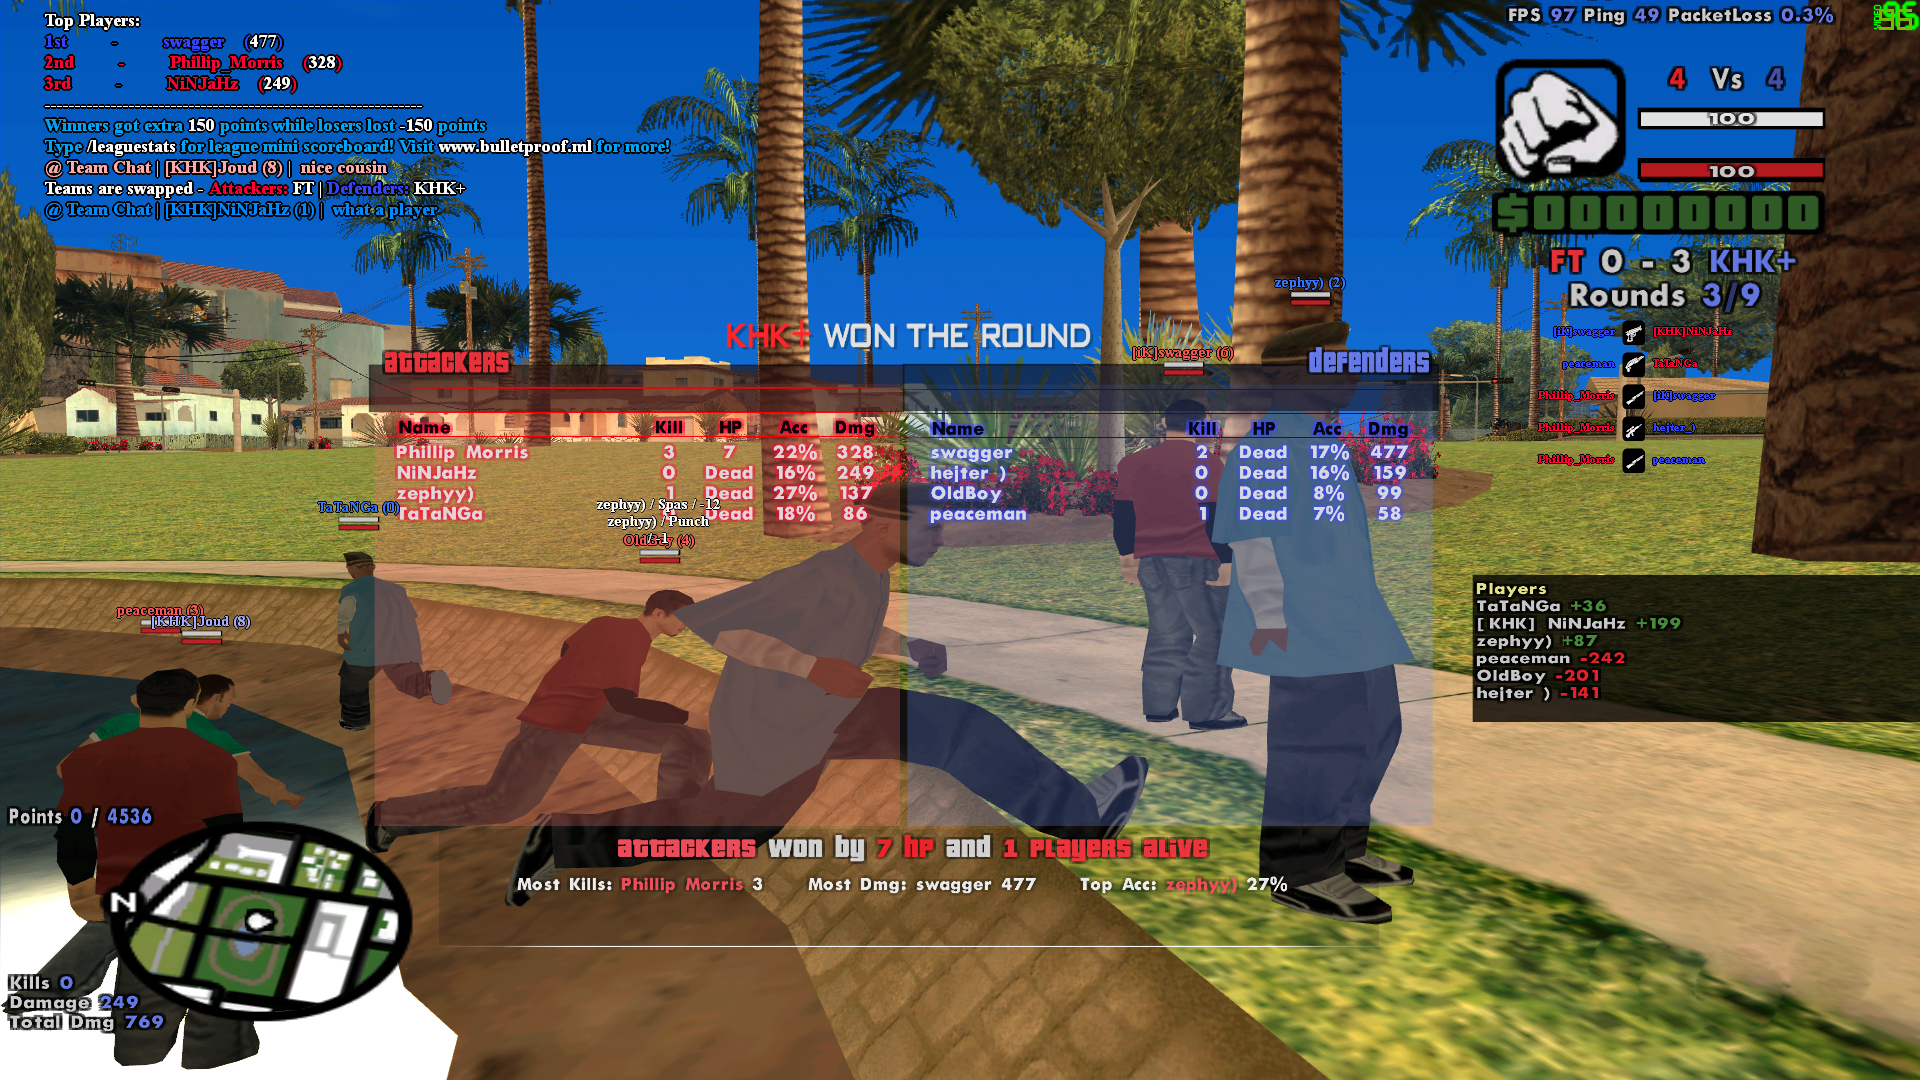 Top Players:
1st - swagger (477)
2nd - Phillip_Morris (328)
3rd - NiNJaHz (249)
Winners got extra 150 points while losers lost -150 points
Type /leaguestats for league mini scoreboard! Visit www.bulletproof.ml for more!
@ Team Chat | [KHK]Joud (8) | nice cousin
Teams are swapped - Attackers: FT | Defenders: KHK+
@ Team Chat | [KHK]NiNJaHz (1) | what a player
FPS 97 Ping 49 PacketLoss 0.3%
4 Vs 4
100
100
$00000000
FT 0 - 3 KHK+
Rounds 3/9
[iK]swagger [KHK]NiNJaHz
peaceman TaTaNGa
Phillip_Morris [iK]swagger
Phillip_Morris hejter_)
Phillip_Morris peaceman
zephyy) (2)
KHK+ WON THE ROUND
[iK]swagger (6)
attackers
defenders
Name Kill HP Acc Dmg
Phillip Morris 3 7 22% 328
NiNJaHz 0 Dead 16% 249
zephyy) 1 Dead 27% 137
TaTaNGa Dead 18% 86
Name Kill HP Acc Dmg
swagger 2 Dead 17% 477
hejter ) 0 Dead 16% 159
OldBoy 0 Dead 8% 99
peaceman 1 Dead 7% 58
TaTaNGa (0)
zephyy) / Spas / -12
zephyy) / Punch
/ -1
OldBoy (4)
peaceman (3)
[KHK]Joud (8)
Players
TaTaNGa +36
[KHK] NiNJaHz +199
zephyy) +87
peaceman -242
OldBoy -201
hejter ) -141
Points 0 / 4536
attackers won by 7 hp and 1 players alive
Most Kills: Phillip Morris 3 Most Dmg: swagger 477 Top Acc: zephyy) 27%
N
Kills 0
Damage 249
Total Dmg 769